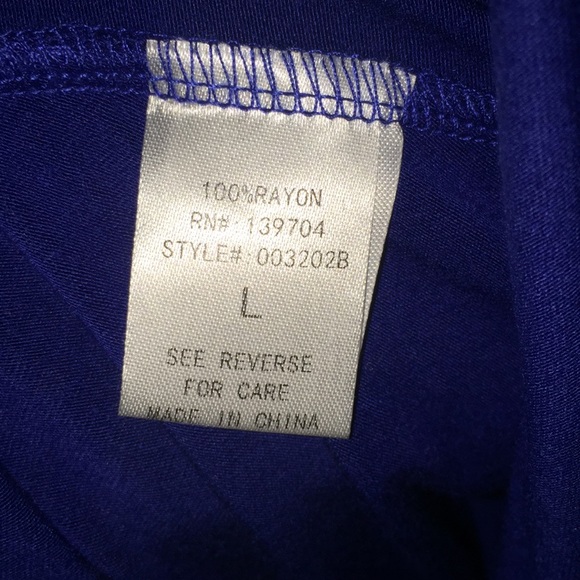 100%RAYON
RN#: 139704
STYLE#: 003202B
L
SEE REVERSE
FOR CARE
MADE IN CHINA